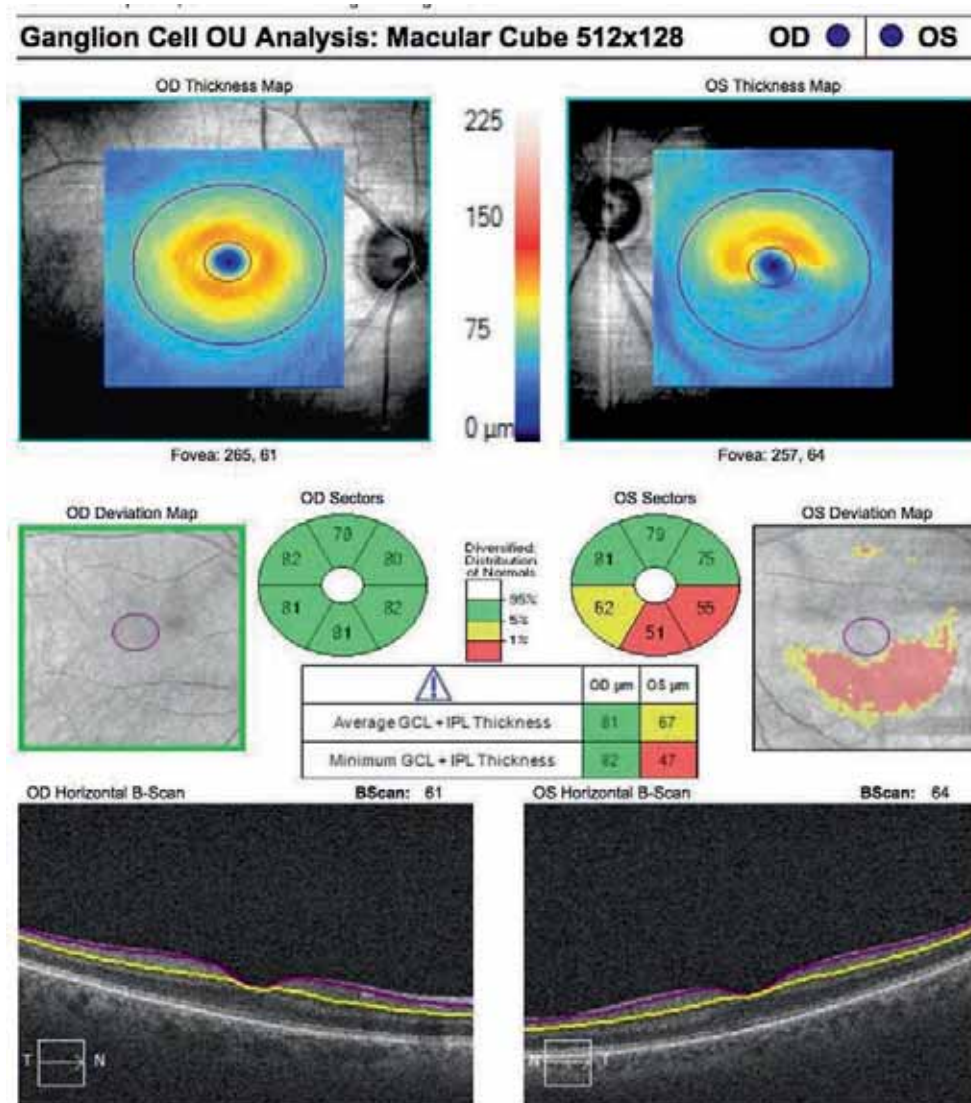 Ganglion Cell OU Analysis: Macular Cube 512x128 OD OS
OD Thickness Map
OS Thickness Map
225
150
75
0 µm
Fovea: 265, 61
Fovea: 257, 64
OD Deviation Map
OD Sectors
OS Sectors
OS Deviation Map
79
82 80
81 82
81
Diversified:
Distribution
of Normals
95%
5%
1%
79
81 75
62 55
51
OD µm OS µm
Average GCL + IPL Thickness 81 67
Minimum GCL + IPL Thickness 82 47
OD Horizontal B-Scan BScan: 61
OS Horizontal B-Scan BScan: 64
T N
N T